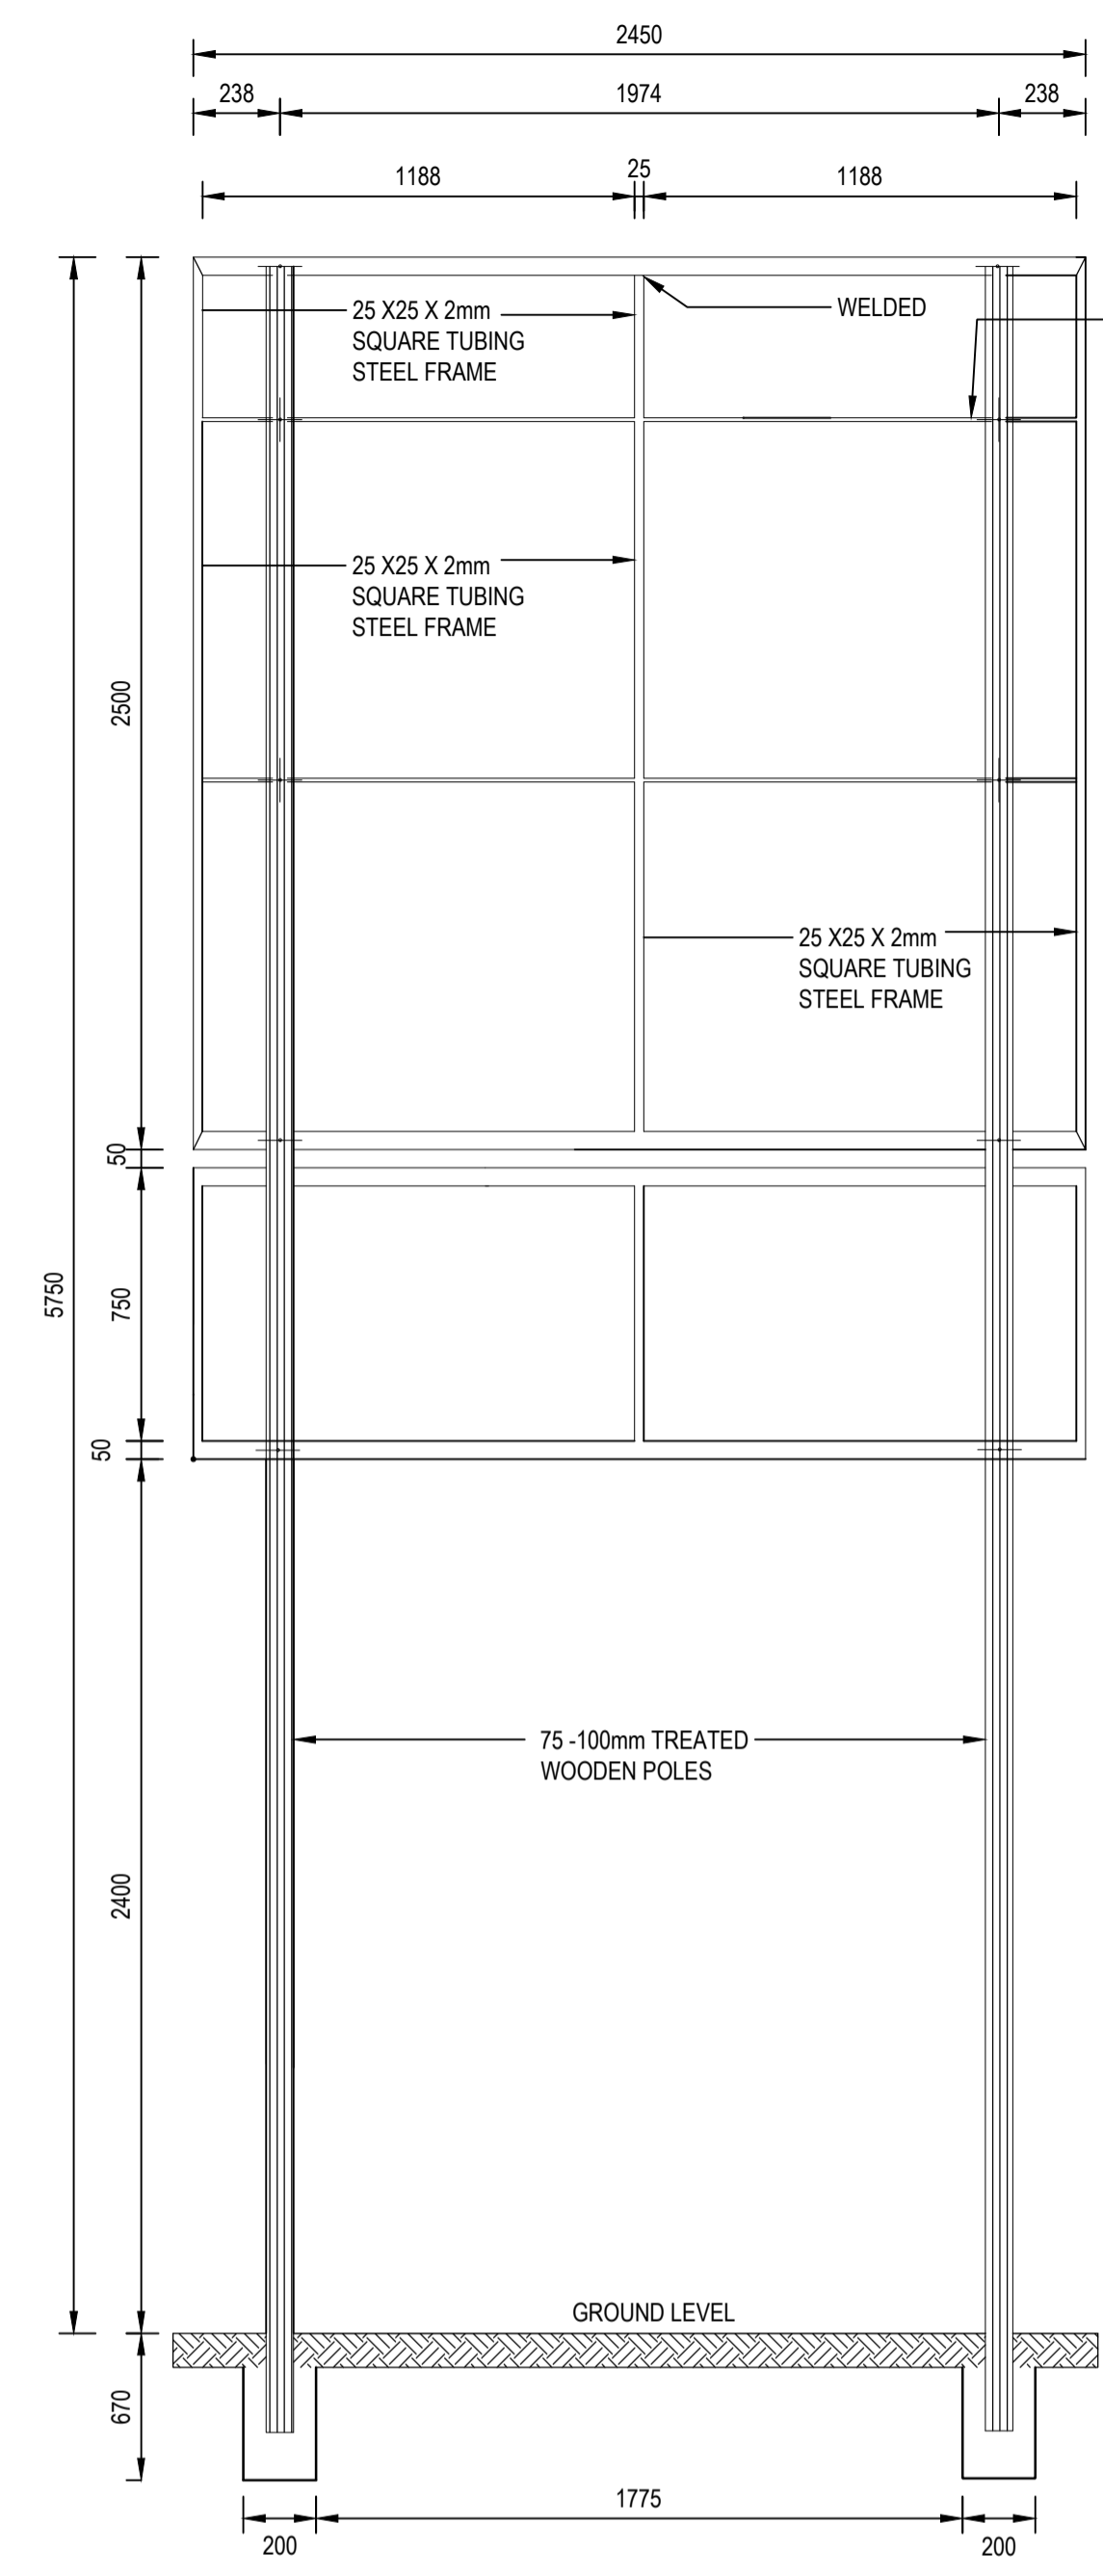 2450
238
1974
238
1188
25
1188
25 X25 X 2mm
SQUARE TUBING
STEEL FRAME
WELDED
25 X25 X 2mm
SQUARE TUBING
STEEL FRAME
2500
25 X25 X 2mm
SQUARE TUBING
STEEL FRAME
50
5750
750
50
75 -100mm TREATED
WOODEN POLES
2400
GROUND LEVEL
670
1775
200
200